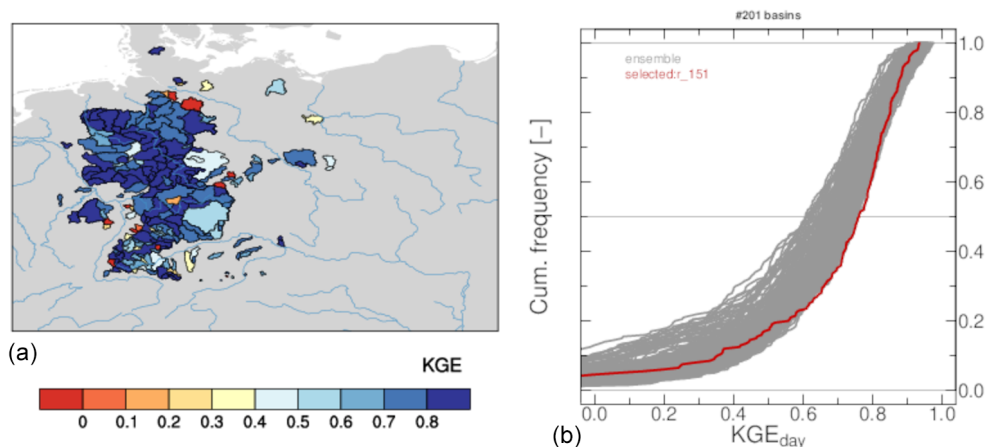 (a)
KGE
0 0.1 0.2 0.3 0.4 0.5 0.6 0.7 0.8
#201 basins
ensemble
selected:r_151
Cum. frequency [−]
1.0
0.8
0.6
0.4
0.2
0.0
0.0 0.2 0.4 0.6 0.8 1.0
KGEday
(b)